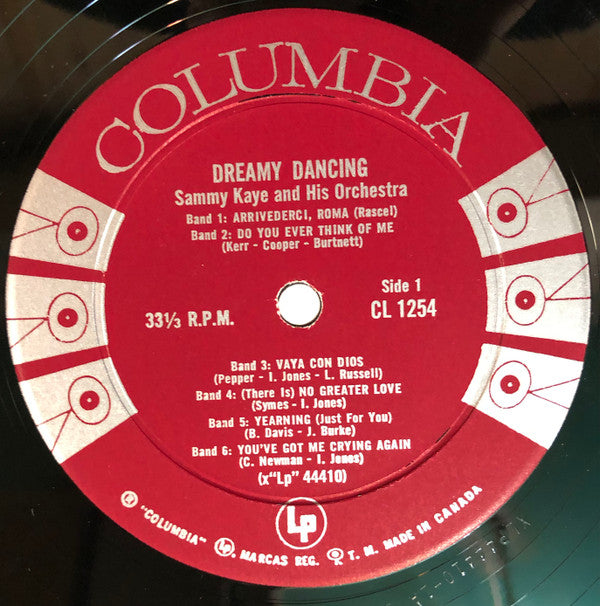 COLUMBIA
DREAMY DANCING
Sammy Kaye and His Orchestra
Band 1: ARRIVEDERCI, ROMA (Rascel)
Band 2: DO YOU EVER THINK OF ME
(Kerr - Cooper - Burtnett)
Side 1
33⅓ R.P.M.
CL 1254
Band 3: VAYA CON DIOS
(Pepper - I. Jones - L. Russell)
Band 4: (There Is) NO GREATER LOVE
(Symes - I. Jones)
Band 5: YEARNING (Just For You)
(B. Davis - J. Burke)
Band 6: YOU'VE GOT ME CRYING AGAIN
(C. Newman - I. Jones)
(x"Lp" 44410)
Lp
"COLUMBIA" MARCAS REG. T. M. MADE IN CANADA